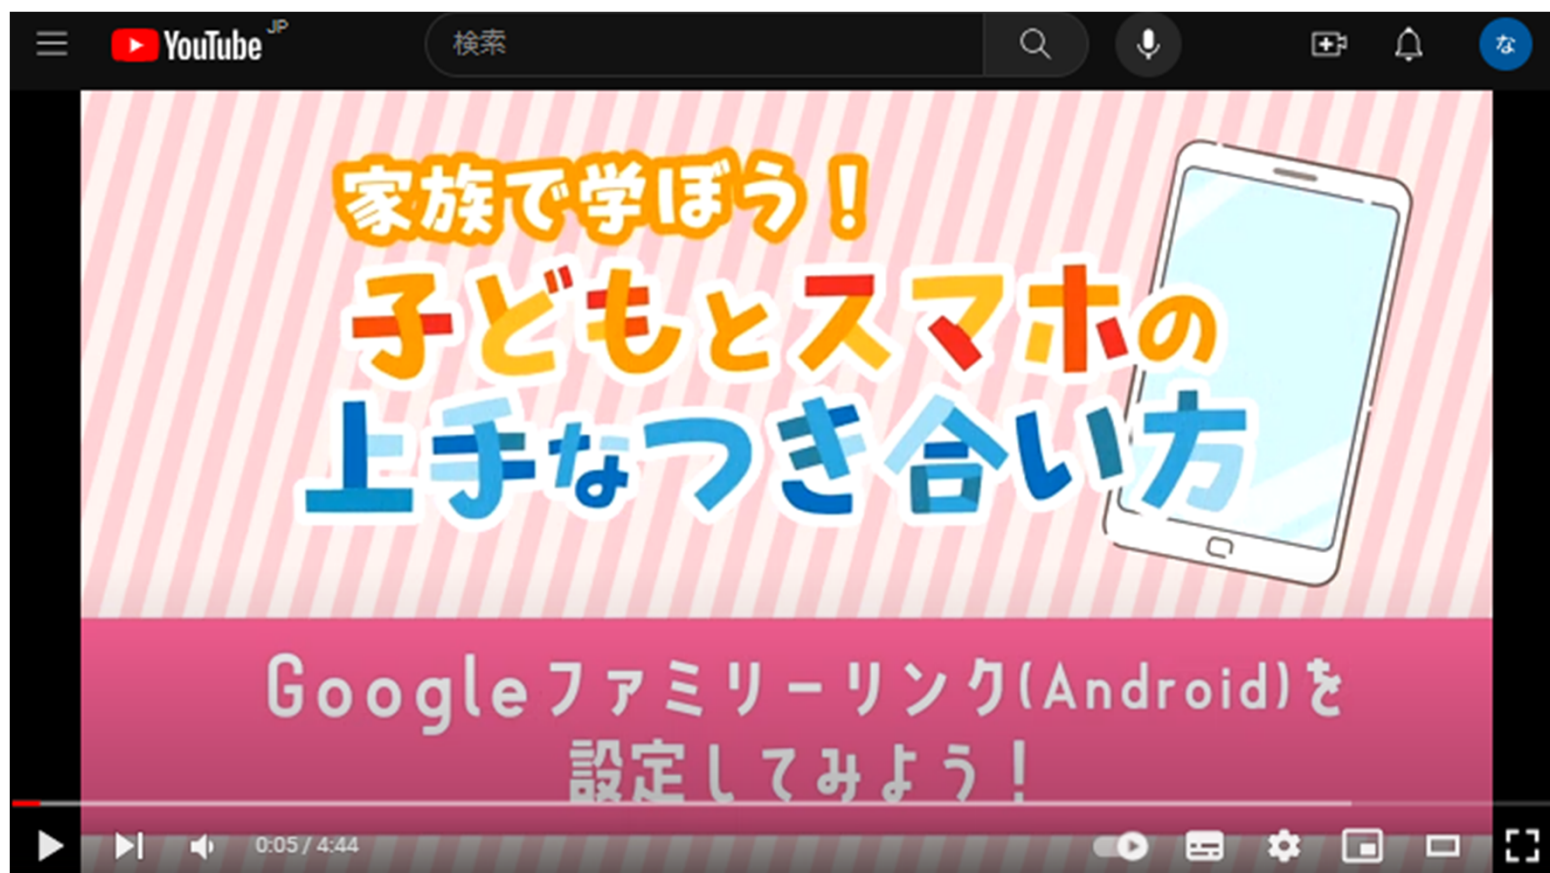 YouTube JP
検索
な
家族で学ぼう！
子どもとスマホの
上手なつき合い方
Googleファミリーリンク(Android)を
設定してみよう！
0:05 / 4:44